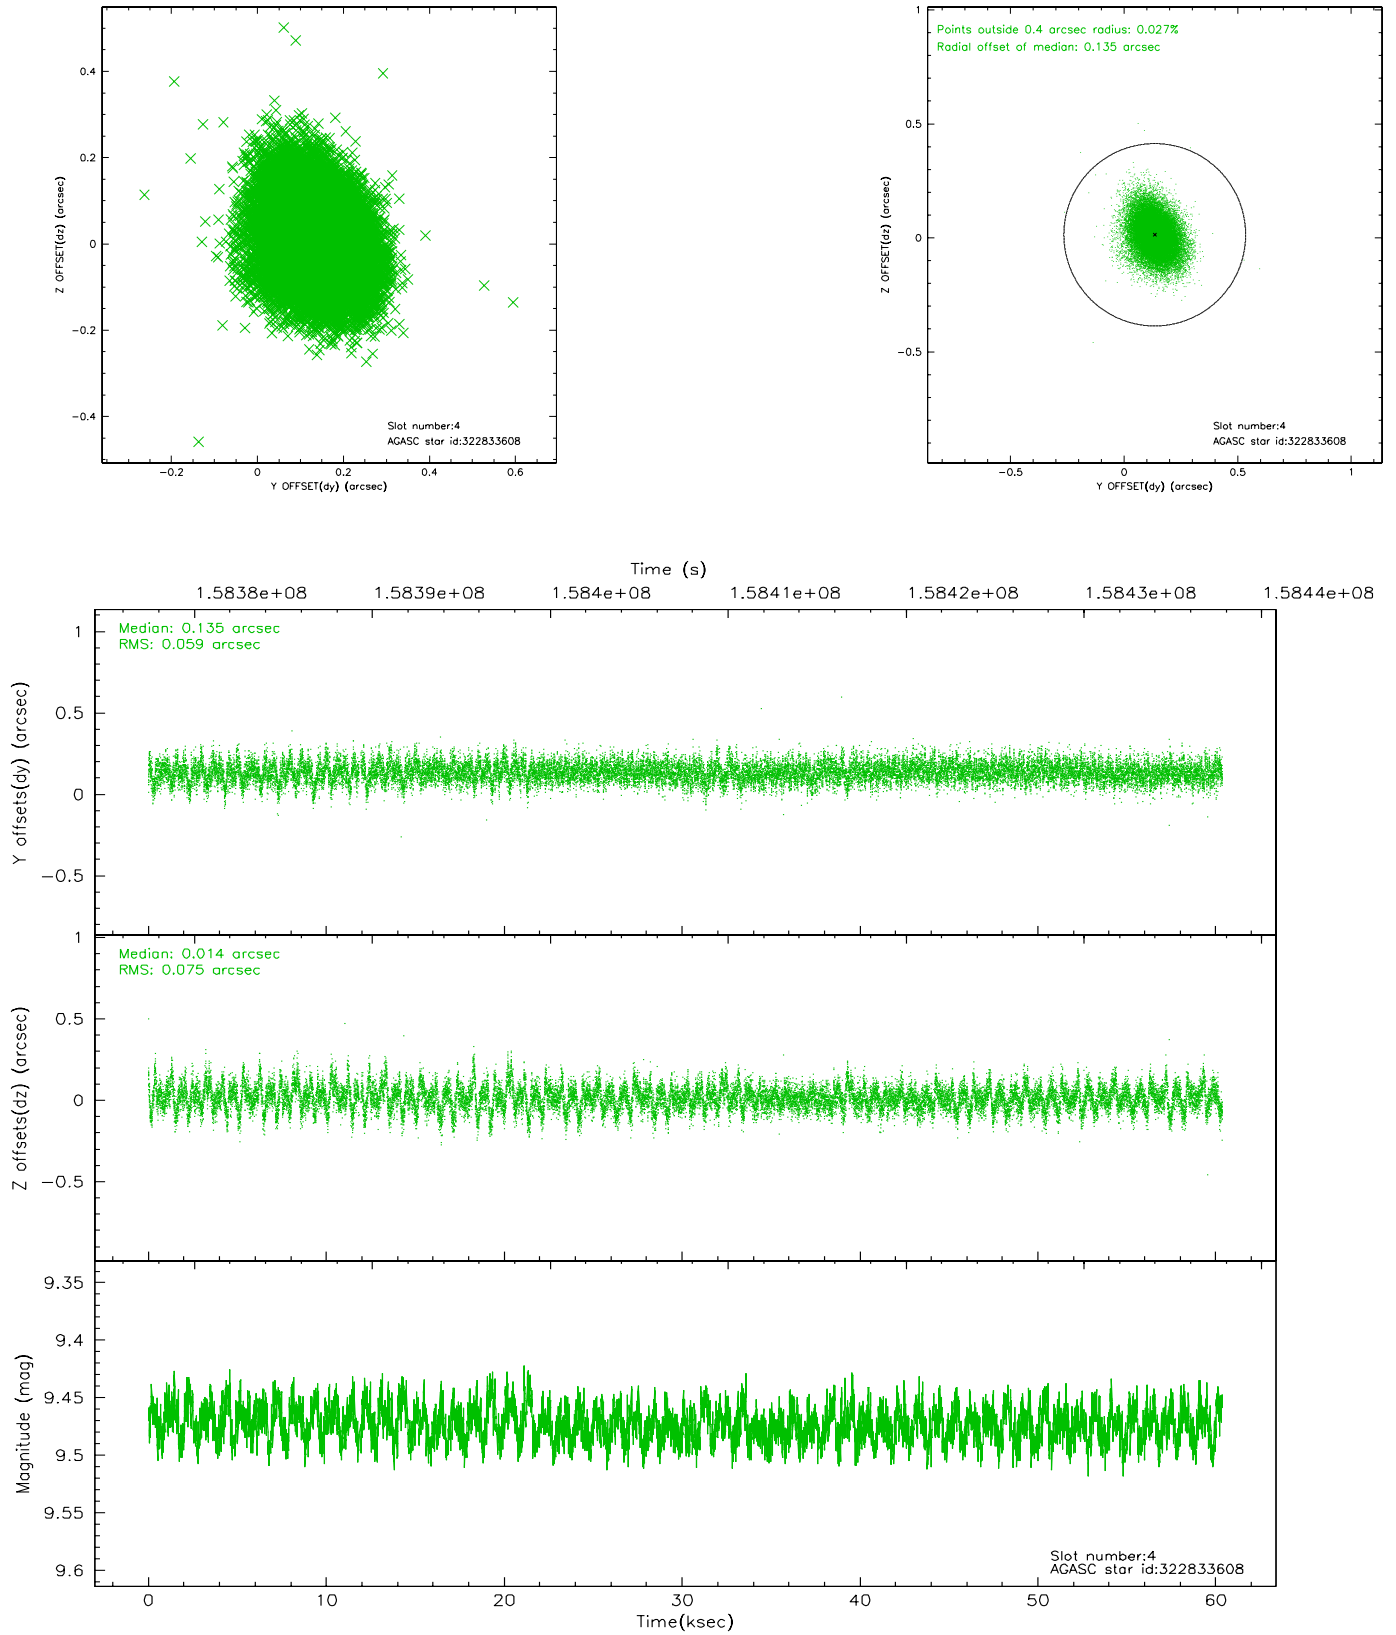 0.4
0.2
0
−0.2
−0.4
Z OFFSET(dz) (arcsec)
Slot number:4
AGASC star id:322833608
−0.2 0 0.2 0.4 0.6
Y OFFSET(dy) (arcsec)
Points outside 0.4 arcsec radius: 0.027%
Radial offset of median: 0.135 arcsec
1
0.5
0
−0.5
Z OFFSET(dz) (arcsec)
Slot number:4
AGASC star id:322833608
−0.5 0 0.5 1
Y OFFSET(dy) (arcsec)
Time (s)
1.5838e+08 1.5839e+08 1.584e+08 1.5841e+08 1.5842e+08 1.5843e+08 1.5844e+08
Median: 0.135 arcsec
RMS: 0.059 arcsec
1
0.5
0
−0.5
Y offsets(dy) (arcsec)
Median: 0.014 arcsec
RMS: 0.075 arcsec
1
0.5
0
−0.5
Z offsets(dz) (arcsec)
9.35
9.4
9.45
9.5
9.55
9.6
Magnitude (mag)
Slot number:4
AGASC star id:322833608
0 10 20 30 40 50 60
Time(ksec)